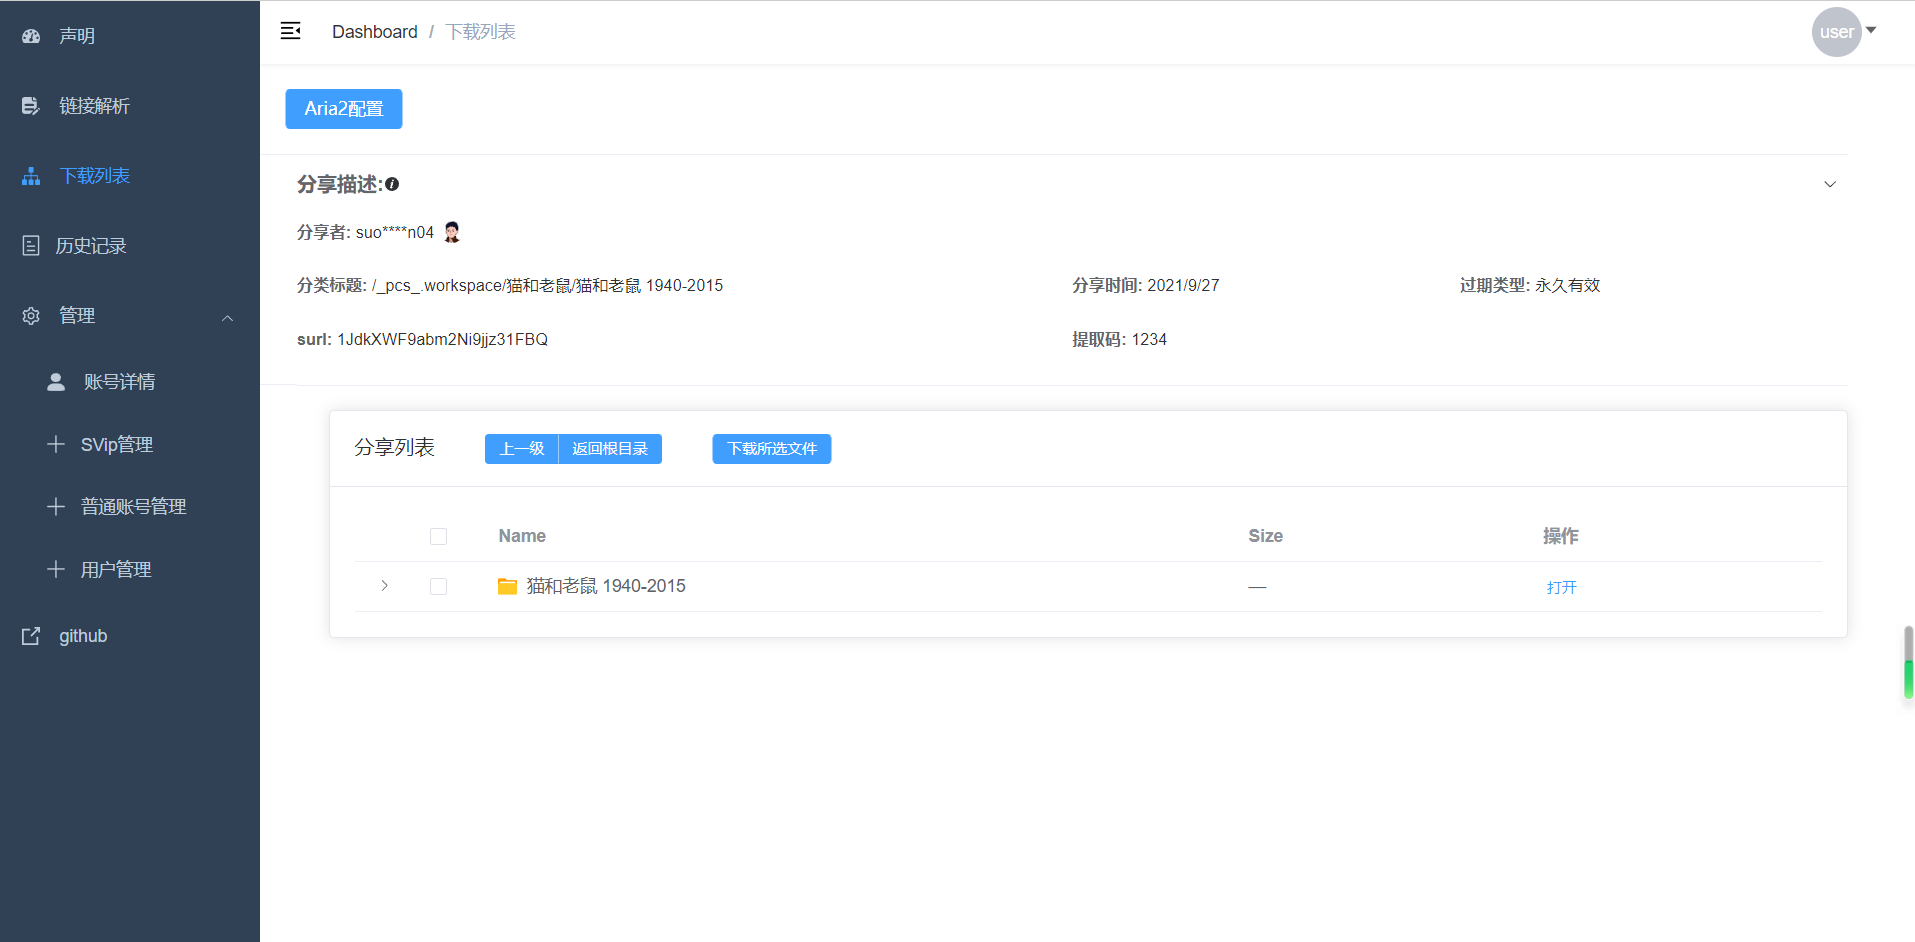 声明
链接解析
下载列表
历史记录
管理
账号详情
SVip管理
普通账号管理
用户管理
github
Dashboard / 下载列表
user
Aria2配置
分享描述:
分享者: suo****n04
分类标题: /_pcs_.workspace/猫和老鼠/猫和老鼠 1940-2015 分享时间: 2021/9/27 过期类型: 永久有效
surl: 1JdkXWF9abm2Ni9jjz31FBQ 提取码: 1234
分享列表 上一级 返回根目录 下载所选文件
Name Size 操作
猫和老鼠 1940-2015 — 打开